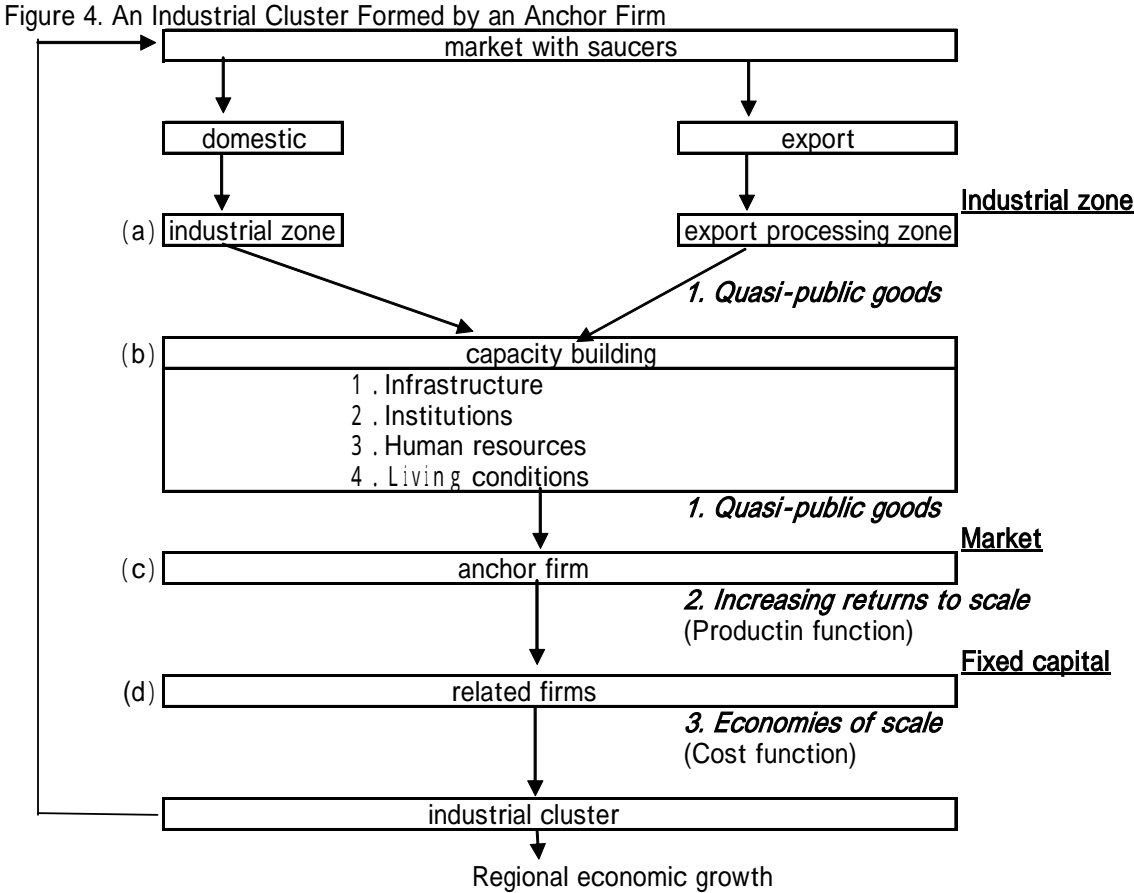 Figure 4. An Industrial Cluster Formed by an Anchor Firm
market with saucers
domestic
export
Industrial zone
(a) industrial zone
export processing zone
1. Quasi-public goods
(b) capacity building
1 . Infrastructure
2 . Institutions
3 . Human resources
4 . Living conditions
1. Quasi-public goods
Market
(c) anchor firm
2. Increasing returns to scale
(Productin function)
Fixed capital
(d) related firms
3. Economies of scale
(Cost function)
industrial cluster
Regional economic growth